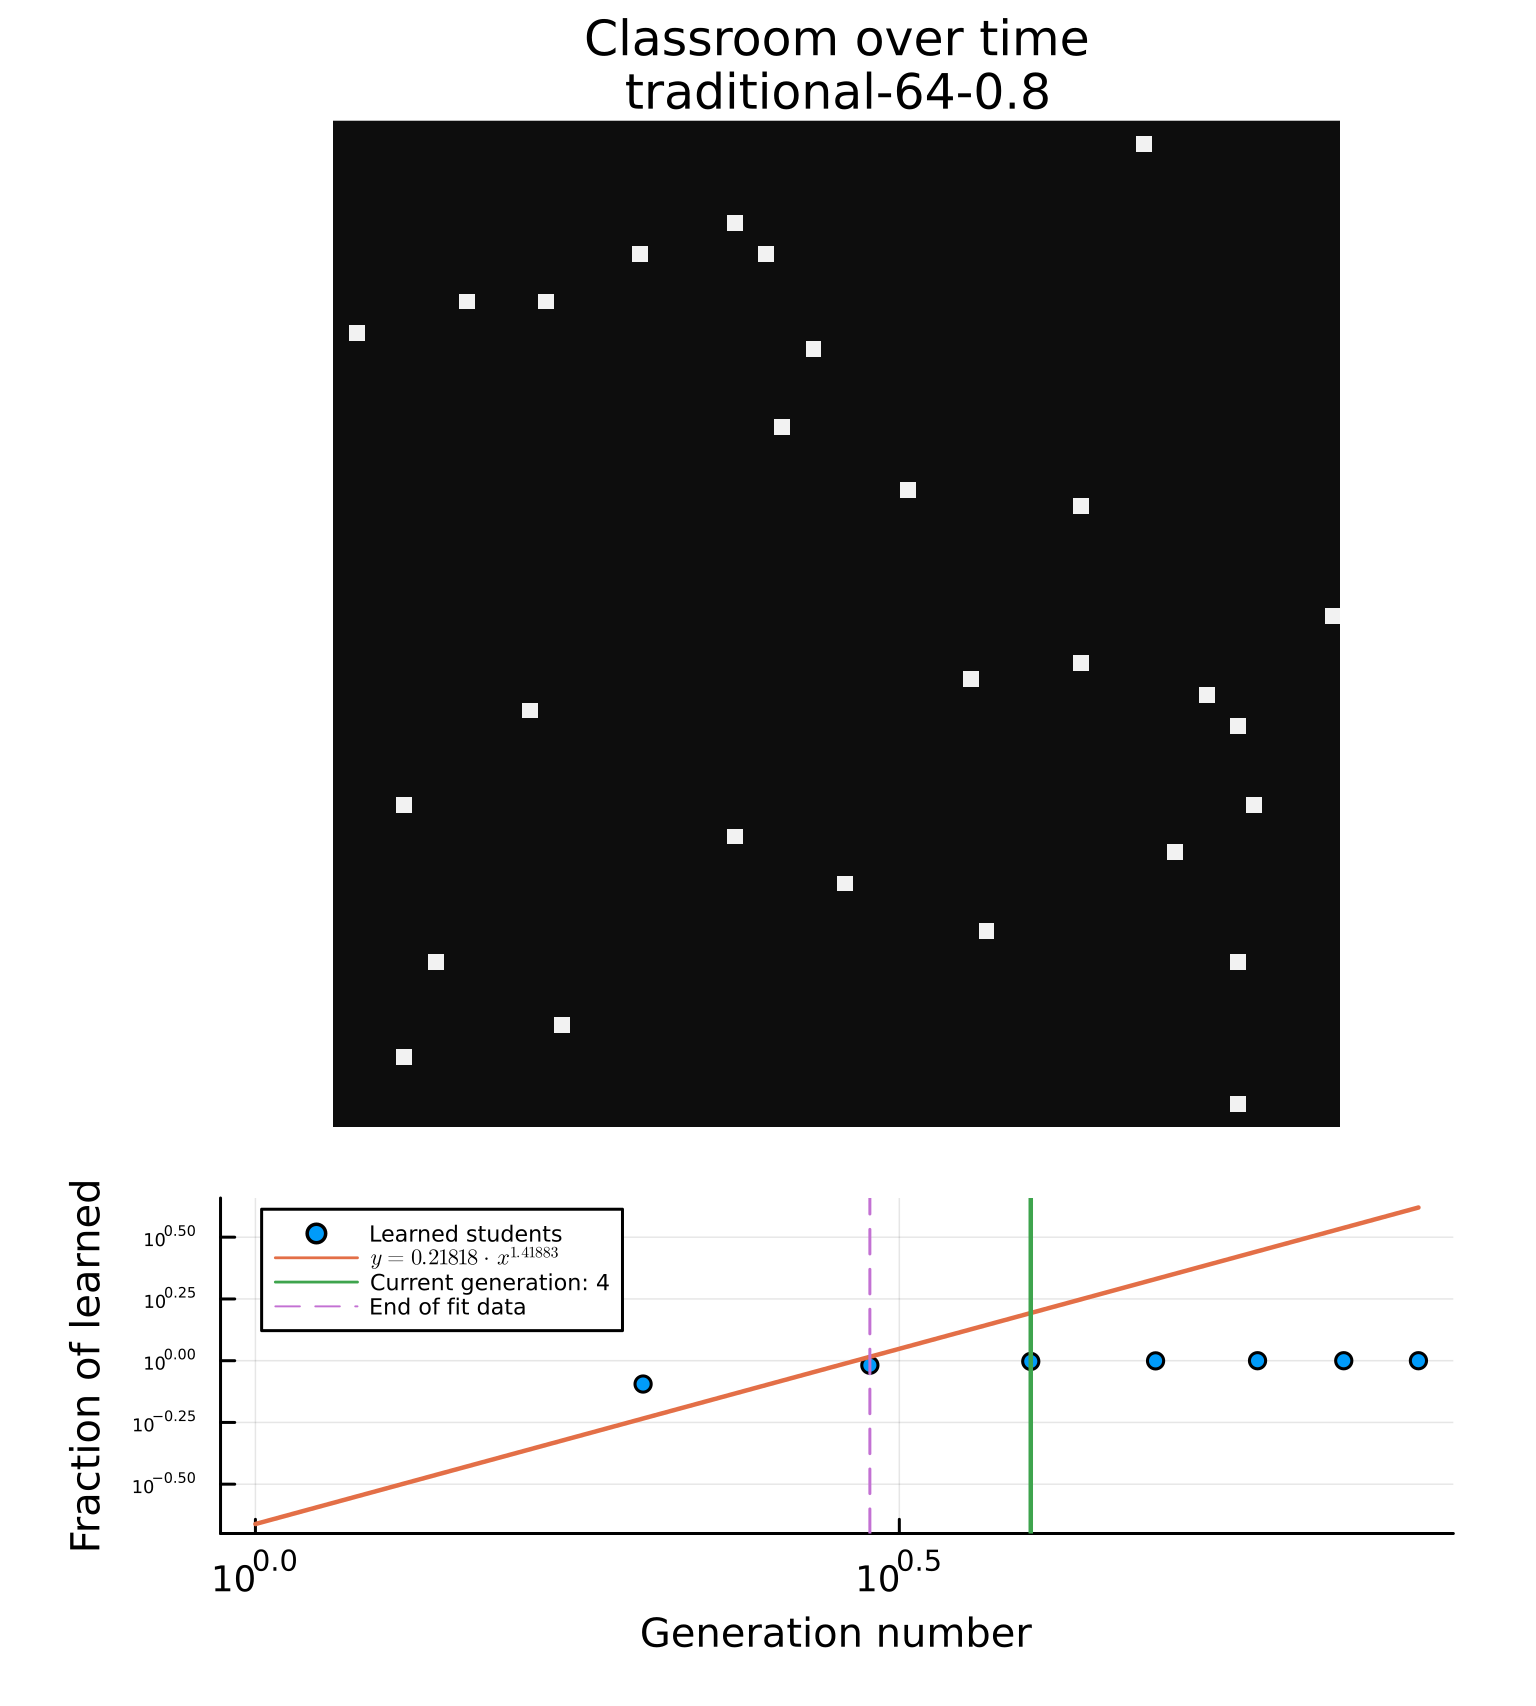 Classroom over time
traditional-64-0.8
Fraction of learned
10^0.50
10^0.25
10^0.00
10^−0.25
10^−0.50
Learned students
y = 0.21818 · x^1.41883
Current generation: 4
End of fit data
10^0.0
10^0.5
Generation number